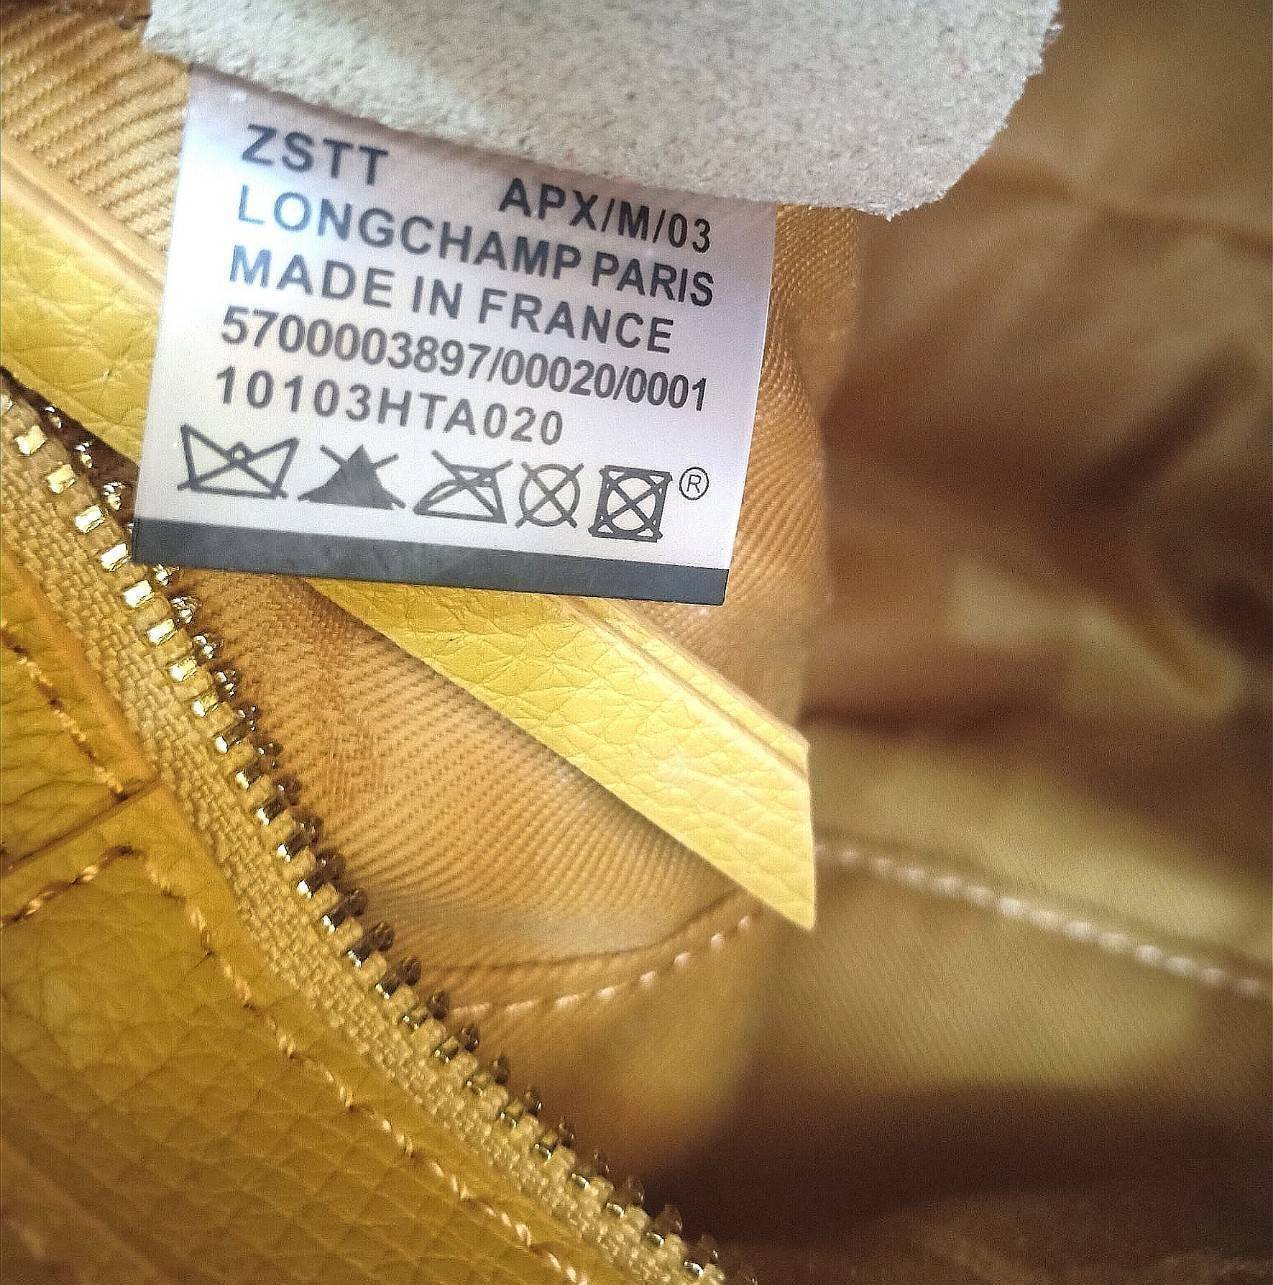 ZSTT
APX/M/03
LONGCHAMP PARIS
MADE IN FRANCE
5700003897/00020/0001
10103HTA020
®